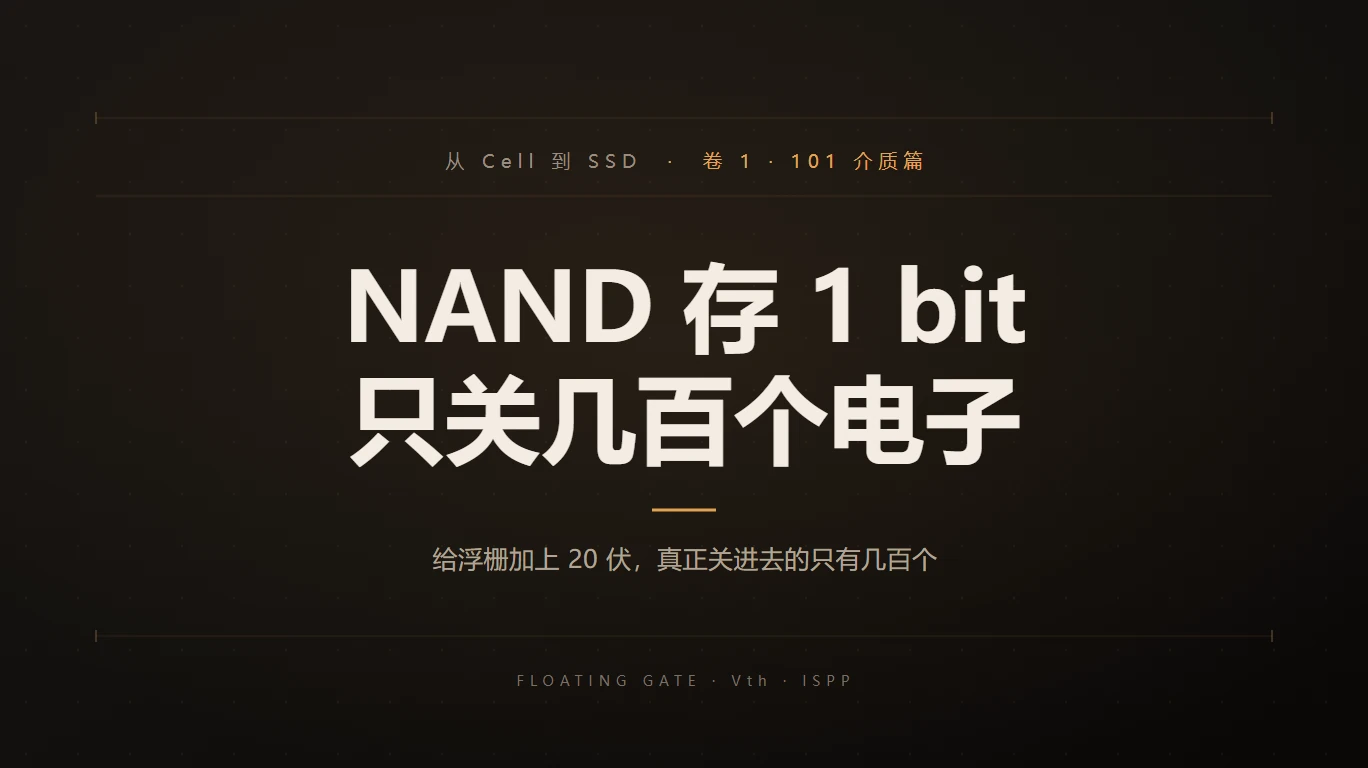 从 Cell 到 SSD · 卷 1 · 101 介质篇
NAND 存 1 bit
只关几百个电子
给浮栅加上 20 伏，真正关进去的只有几百个
FLOATING GATE · Vth · ISPP